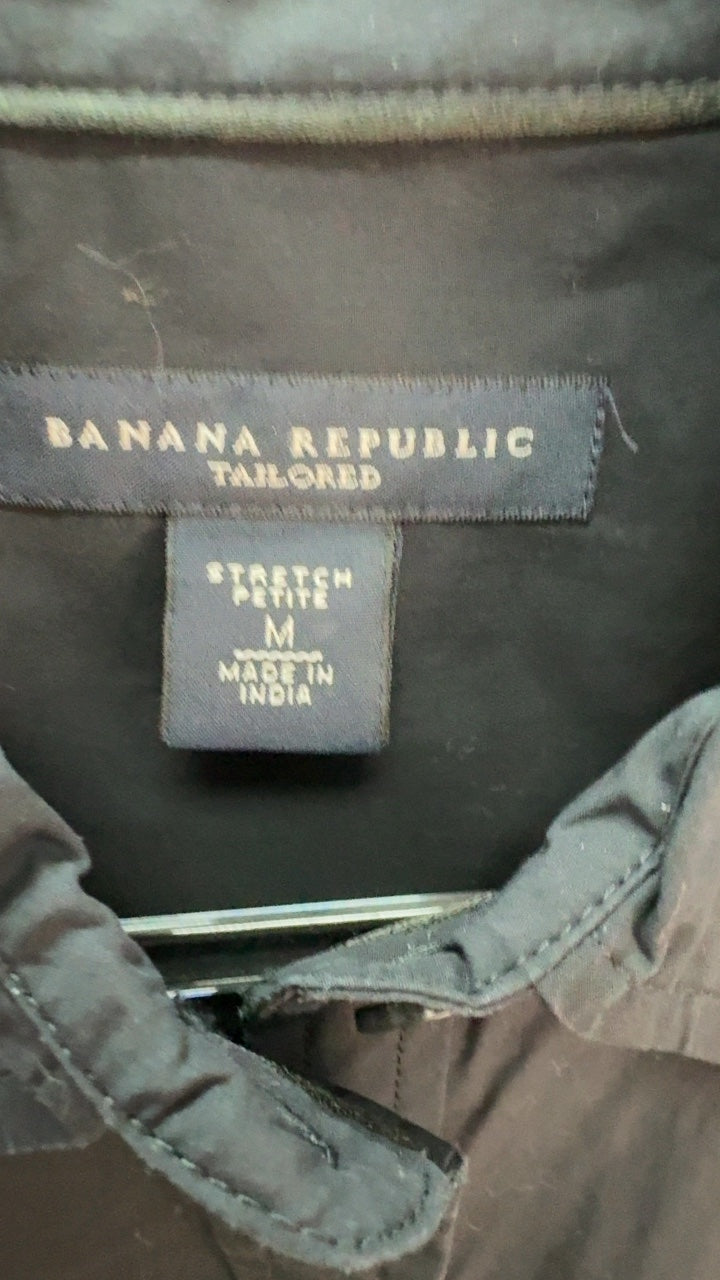 BANANA REPUBLIC
TAILORED
STRETCH
PETITE
M
MADE IN
INDIA